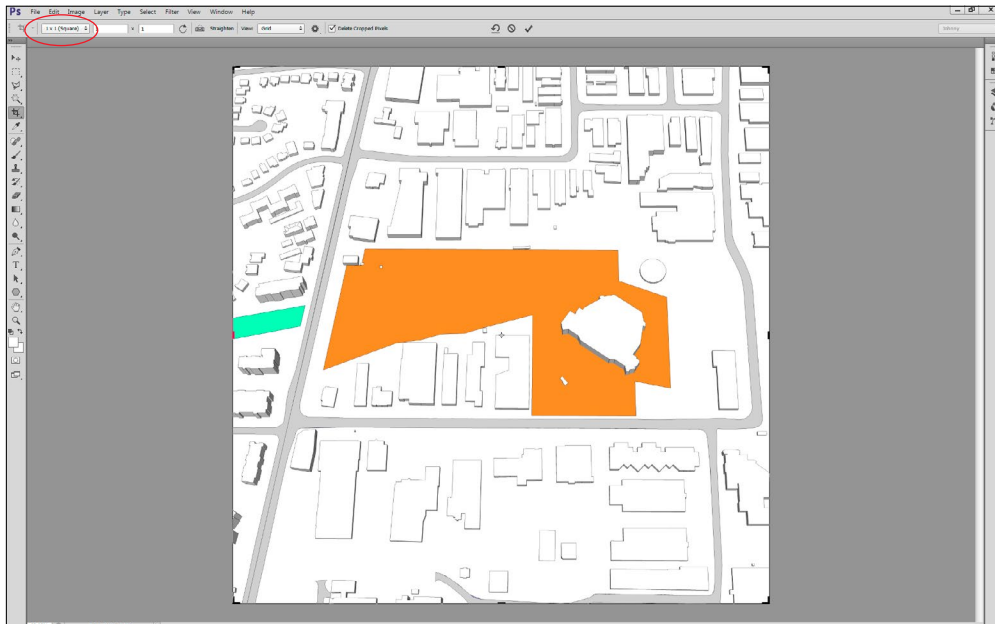 Ps File Edit Image Layer Type Select Filter View Window Help
1 x 1 (Square) x 1 Straighten View: Grid Delete Cropped Pixels